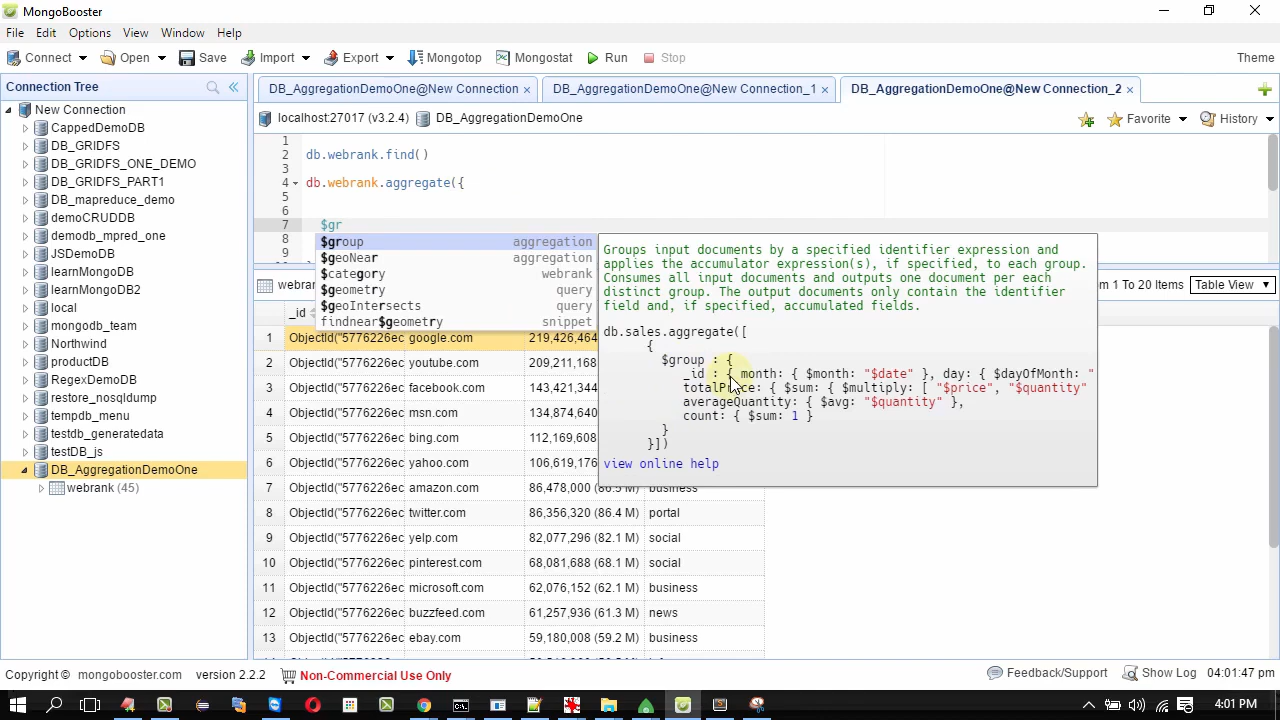 MongoBooster
File Edit Options View Window Help
Connect Open Save Import Export Mongotop Mongostat Run Stop Theme
Connection Tree
New Connection
CappedDemoDB
DB_GRIDFS
DB_GRIDFS_ONE_DEMO
DB_GRIDFS_PART1
DB_mapreduce_demo
demoCRUDDB
demodb_mpred_one
JSDemoDB
learnMongoDB
learnMongoDB2
local
mongodb_team
Northwind
productDB
RegexDemoDB
restore_nosqldump
tempdb_menu
testdb_generatedata
testDB_js
DB_AggregationDemoOne
webrank (45)
DB_AggregationDemoOne@New Connection × DB_AggregationDemoOne@New Connection_1 × DB_AggregationDemoOne@New Connection_2 ×
localhost:27017 (v3.2.4) DB_AggregationDemoOne Favorite History
1
2 db.webrank.find()
3
4 db.webrank.aggregate({
5
6
7 $gr
8
9
$group aggregation
$geoNear aggregation
$category webrank
$geometry query
$geoIntersects query
findnear$geometry snippet
Groups input documents by a specified identifier expression and
applies the accumulator expression(s), if specified, to each group.
Consumes all input documents and outputs one document per each
distinct group. The output documents only contain the identifier
field and, if specified, accumulated fields.
db.sales.aggregate([
{
$group : {
_id : { month: { $month: "$date" }, day: { $dayOfMonth: "
totalPrice: { $sum: { $multiply: [ "$price", "$quantity"
averageQuantity: { $avg: "$quantity" },
count: { $sum: 1 }
}
}])
view online help
webran m 1 To 20 Items Table View
_id
1 ObjectId("5776226ec google.com 219,426,464
2 ObjectId("5776226ec youtube.com 209,211,168
3 ObjectId("5776226ec facebook.com 143,421,344
4 ObjectId("5776226ec msn.com 134,874,640
5 ObjectId("5776226ec bing.com 112,169,608
6 ObjectId("5776226ec yahoo.com 106,619,176
7 ObjectId("5776226ec amazon.com 86,478,000 (86.5 M) business
8 ObjectId("5776226ec twitter.com 86,356,320 (86.4 M) portal
9 ObjectId("5776226ec yelp.com 82,077,296 (82.1 M) social
10 ObjectId("5776226ec pinterest.com 68,081,688 (68.1 M) social
11 ObjectId("5776226ec microsoft.com 62,076,152 (62.1 M) business
12 ObjectId("5776226ec buzzfeed.com 61,257,936 (61.3 M) news
13 ObjectId("5776226ec ebay.com 59,180,008 (59.2 M) business
Copyright © mongobooster.com version 2.2.2 Non-Commercial Use Only Feedback/Support Show Log 04:01:47 pm
4:01 PM